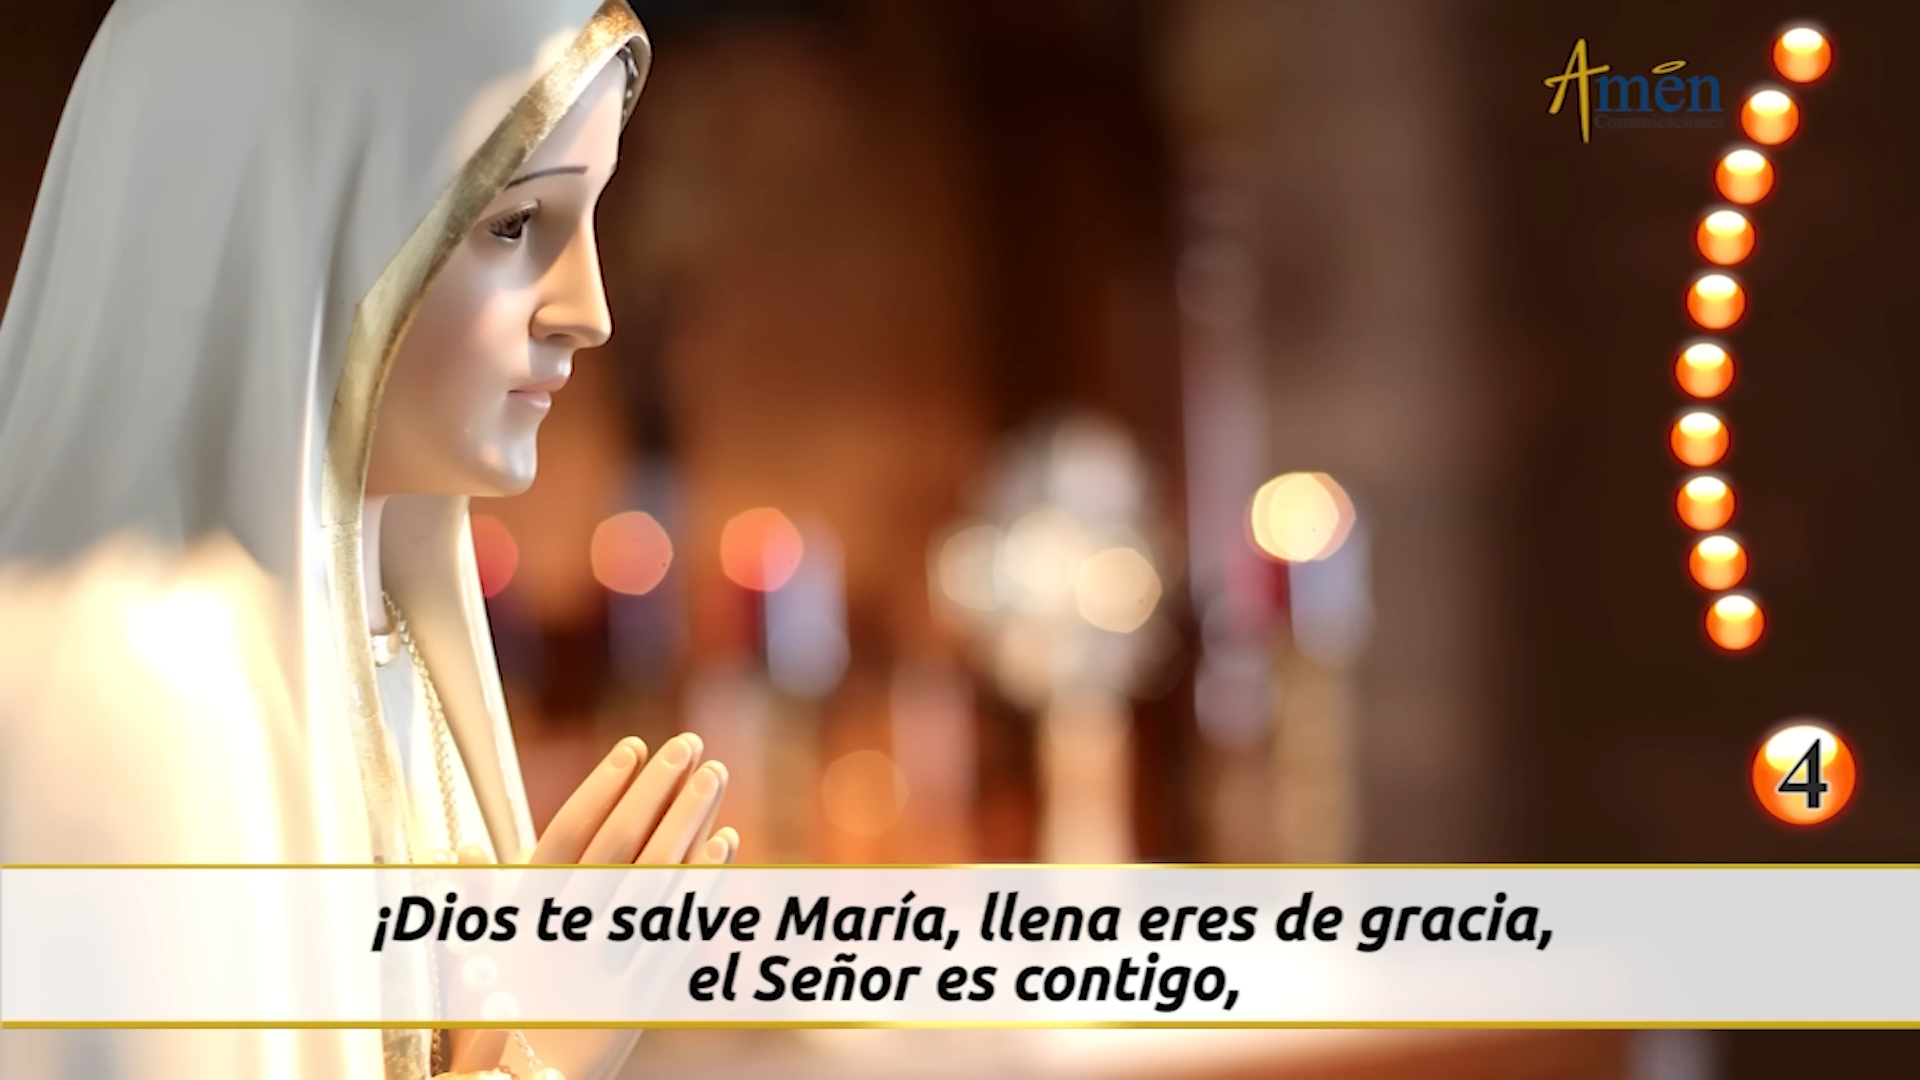 Amén
Comunicaciones
4
¡Dios te salve María, llena eres de gracia,
el Señor es contigo,